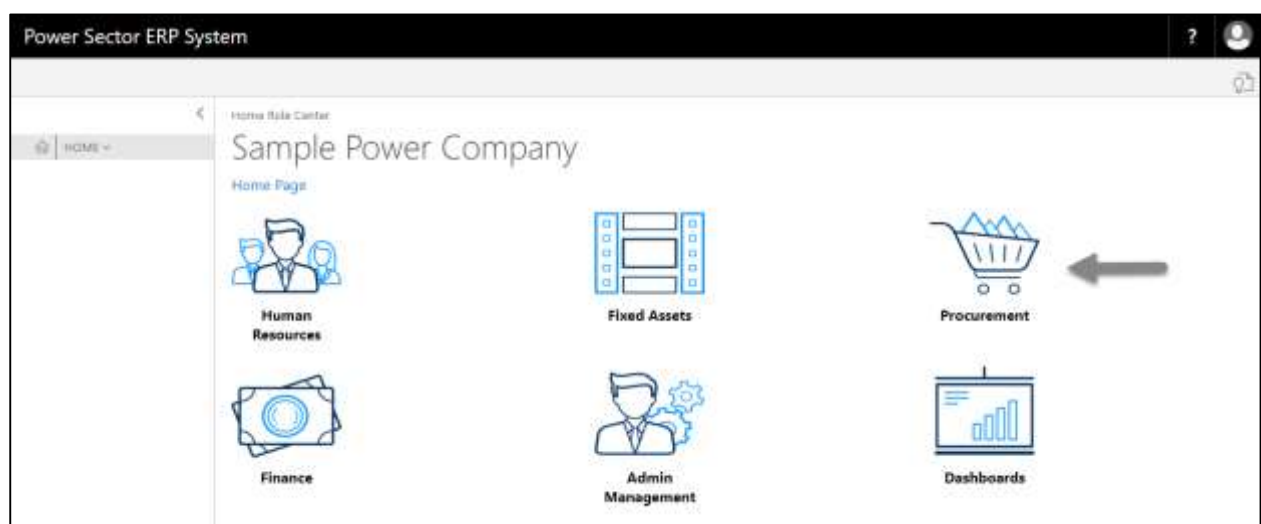 Power Sector ERP System
?
Home Role Center
HOME
Sample Power Company
Home Page
Human
Resources
Fixed Assets
Procurement
Finance
Admin
Management
Dashboards